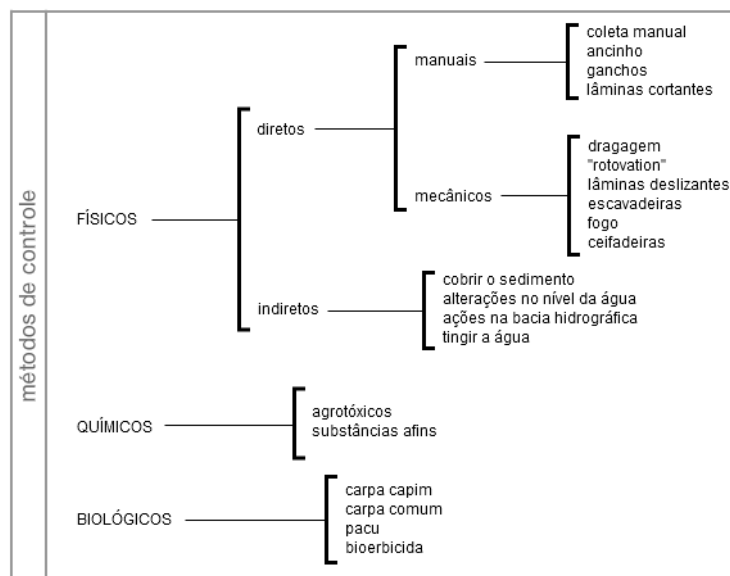 métodos de controle
FÍSICOS
diretos
manuais
coleta manual
ancinho
ganchos
lâminas cortantes
mecânicos
dragagem
"rotovation"
lâminas deslizantes
escavadeiras
fogo
ceifadeiras
indiretos
cobrir o sedimento
alterações no nível da água
ações na bacia hidrográfica
tingir a água
QUÍMICOS
agrotóxicos
substâncias afins
BIOLÓGICOS
carpa capim
carpa comum
pacu
bioerbicida